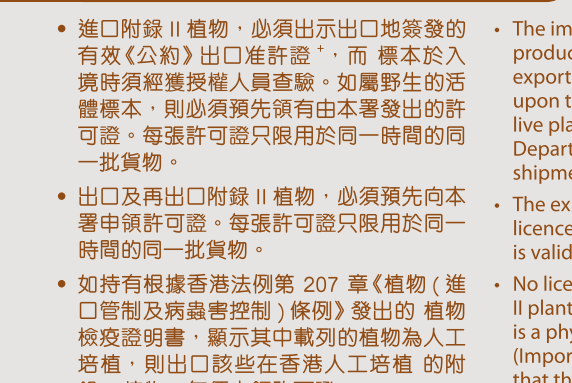 • 進口附錄 II 植物，必須出示出口地簽發的
有效《公約》出口准許證 +，而 標本於入
境時須經獲授權人員查驗。如屬野生的活
體標本，則必須預先領有由本署發出的許
可證。每張許可證只限用於同一時間的同
一批貨物。
• 出口及再出口附錄 II 植物，必須預先向本
署申領許可證。每張許可證只限用於同一
時間的同一批貨物。
• 如持有根據香港法例第 207 章《植物 ( 進
口管制及病蟲害控制 ) 條例》發出的 植物
檢疫證明書，顯示其中載列的植物為人工
培植，則出口該些在香港人工培植 的附
• The im
produc
export
upon t
live pla
Depart
shipme
• The ex
licence
is valid
• No lice
II plant
is a phy
(Impor
that th